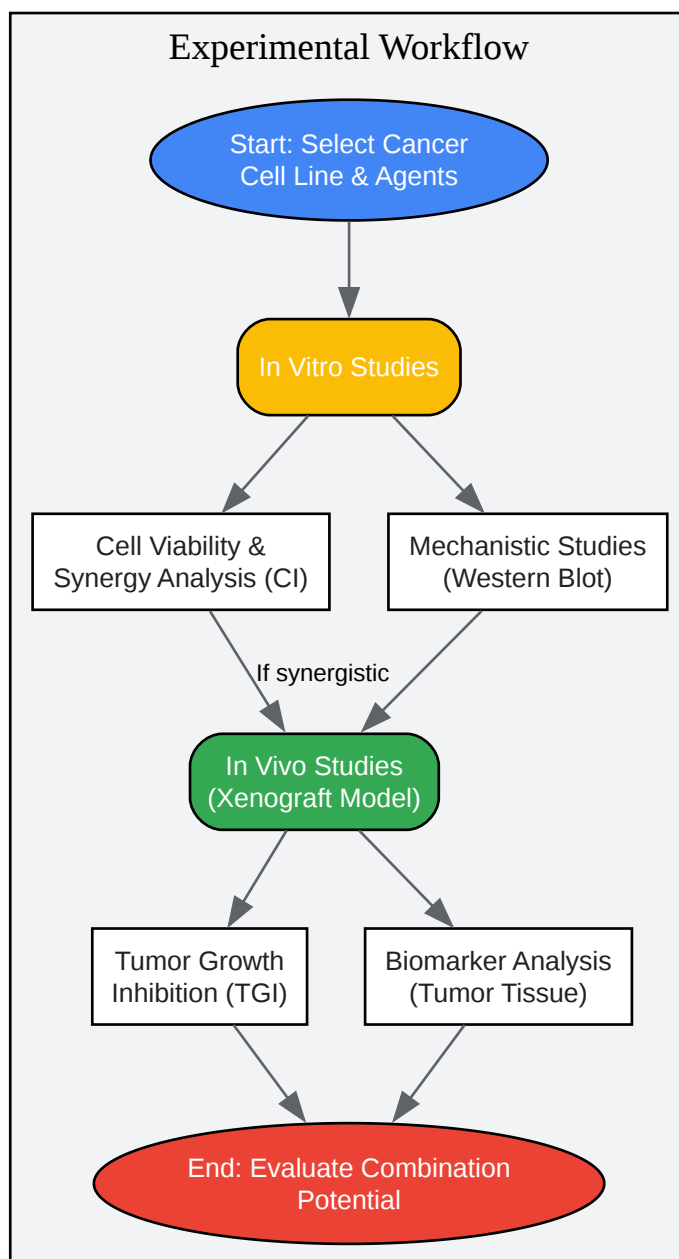 Experimental Workflow
Start: Select Cancer
Cell Line & Agents
In Vitro Studies
Cell Viability &
Synergy Analysis (CI)
Mechanistic Studies
(Western Blot)
If synergistic
In Vivo Studies
(Xenograft Model)
Tumor Growth
Inhibition (TGI)
Biomarker Analysis
(Tumor Tissue)
End: Evaluate Combination
Potential